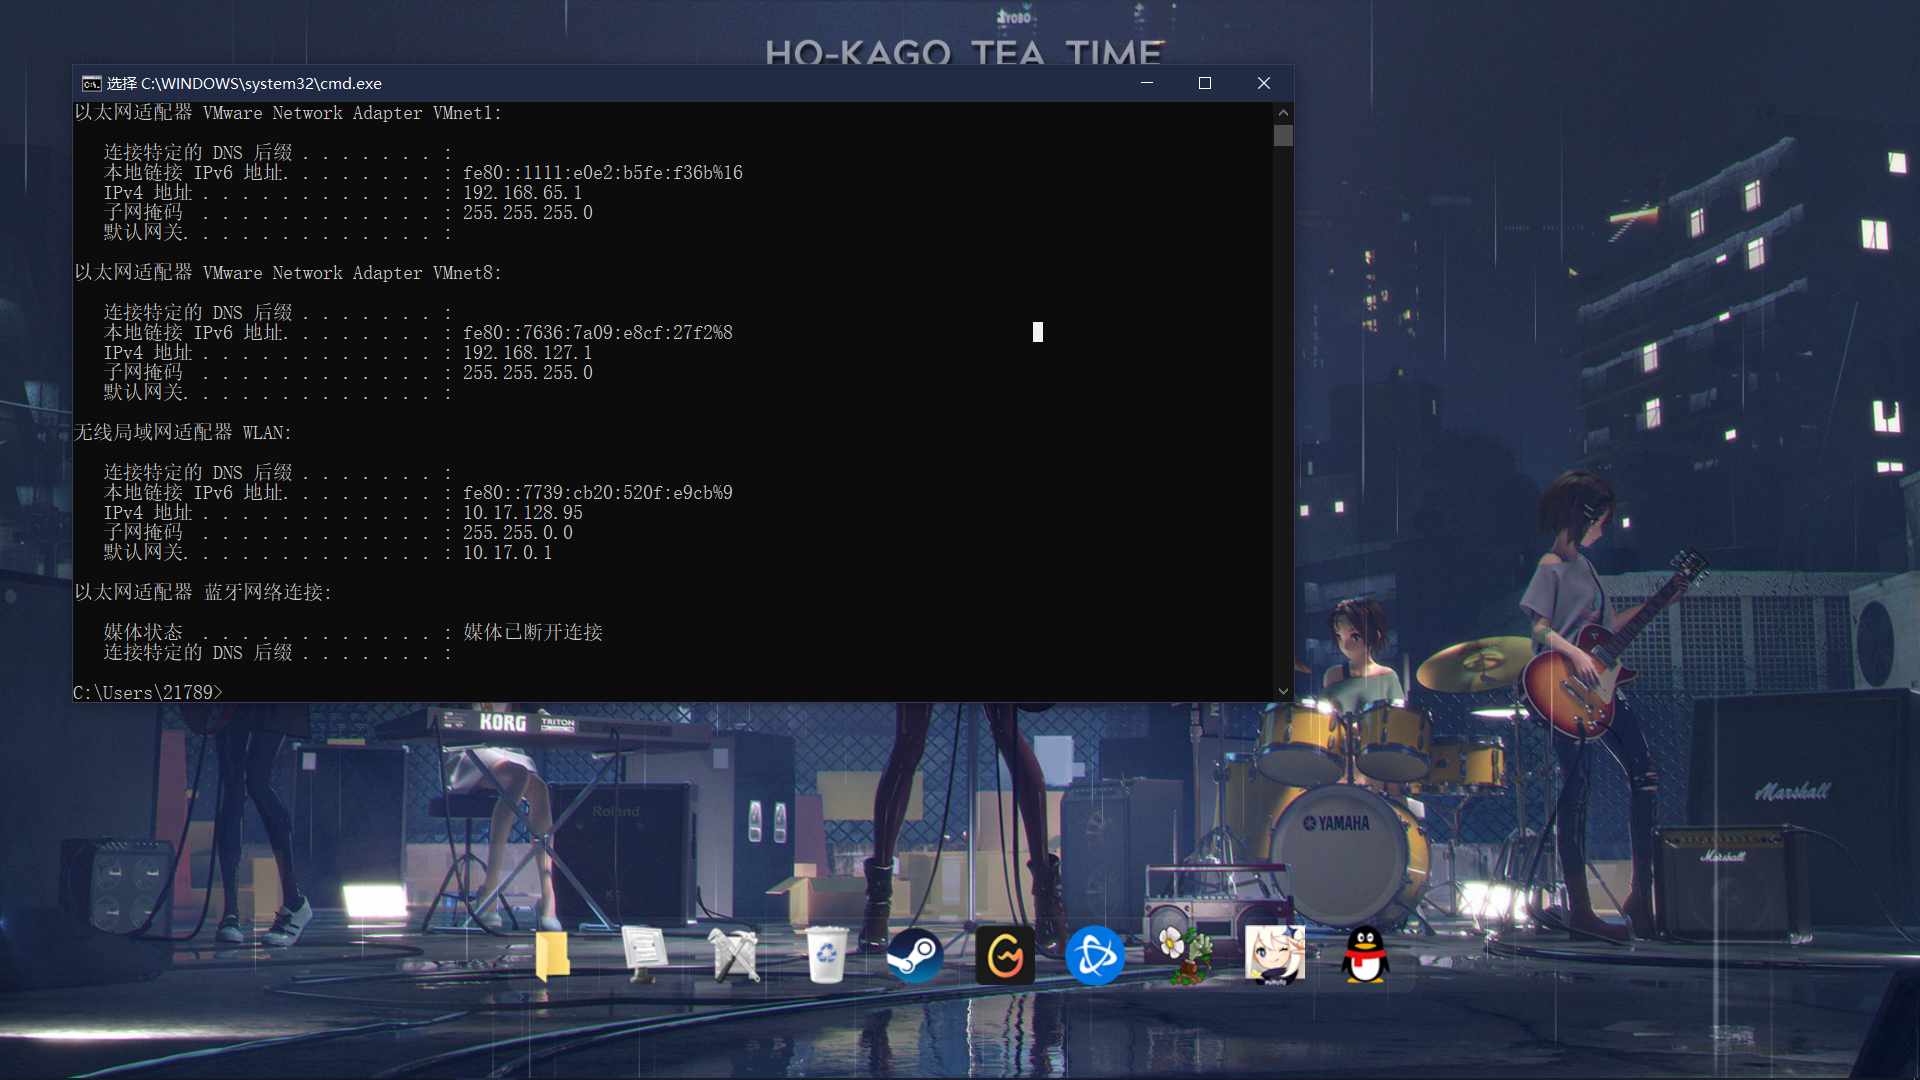 YOBO
HO-KAGO TEA TIME
选择 C:\WINDOWS\system32\cmd.exe
以太网适配器 VMware Network Adapter VMnet1:
连接特定的 DNS 后缀 . . . . . . . :
本地链接 IPv6 地址. . . . . . . . : fe80::1111:e0e2:b5fe:f36b%16
IPv4 地址 . . . . . . . . . . . . : 192.168.65.1
子网掩码  . . . . . . . . . . . . : 255.255.255.0
默认网关. . . . . . . . . . . . . :
以太网适配器 VMware Network Adapter VMnet8:
连接特定的 DNS 后缀 . . . . . . . :
本地链接 IPv6 地址. . . . . . . . : fe80::7636:7a09:e8cf:27f2%8
IPv4 地址 . . . . . . . . . . . . : 192.168.127.1
子网掩码  . . . . . . . . . . . . : 255.255.255.0
默认网关. . . . . . . . . . . . . :
无线局域网适配器 WLAN:
连接特定的 DNS 后缀 . . . . . . . :
本地链接 IPv6 地址. . . . . . . . : fe80::7739:cb20:520f:e9cb%9
IPv4 地址 . . . . . . . . . . . . : 10.17.128.95
子网掩码  . . . . . . . . . . . . : 255.255.0.0
默认网关. . . . . . . . . . . . . : 10.17.0.1
以太网适配器 蓝牙网络连接:
媒体状态  . . . . . . . . . . . . : 媒体已断开连接
连接特定的 DNS 后缀 . . . . . . . :
C:\Users\21789>
KORG TRITON
Roland
YAMAHA
Marshall
Marshall
miHoYo